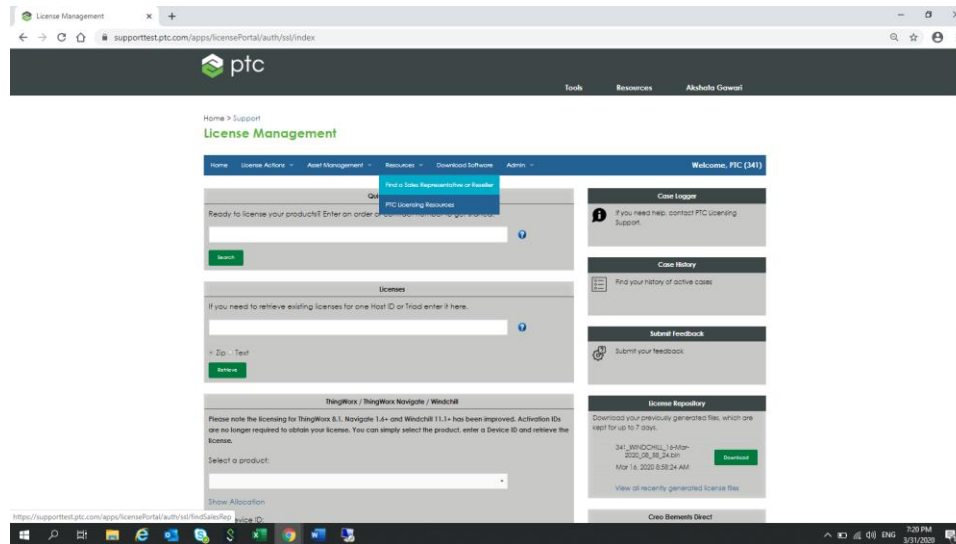 License Management
supporttest.ptc.com/apps/licensePortal/auth/ssl/index
ptc
Tools Resources Akshata Gawari
Home > Support
License Management
Home License Actions Asset Management Resources Download Software Admin Welcome, PTC (341)
Find a Sales Representative or Reseller
PTC Licensing Resources
Ready to license your products? Enter an order or
Search
Licenses
If you need to retrieve existing licenses for one Host ID or Triad enter it here.
Zip Text
Retrieve
ThingWorx / ThingWorx Navigate / Windchill
Please note the licensing for ThingWorx 8.1, Navigate 1.6+ and Windchill 11.1+ has been improved. Activation IDs
are no longer required to obtain your license. You can simply select the product, enter a Device ID and retrieve the
license.
Select a product:
Show Allocation
Device ID:
Case Logger
If you need help, contact PTC Licensing
Support.
Case History
Find your history of active cases
Submit Feedback
Submit your feedback
License Repository
Download your previously generated files, which are
kept for up to 7 days.
341_WINDCHILL_16-Mar-
2020_08_58_24.bin
Mar 16, 2020 8:58:24 AM
Download
View all recently generated license files
Creo Elements Direct
https://supporttest.ptc.com/apps/licensePortal/auth/ssl/findSalesRep
ENG
7:20 PM
3/31/2020